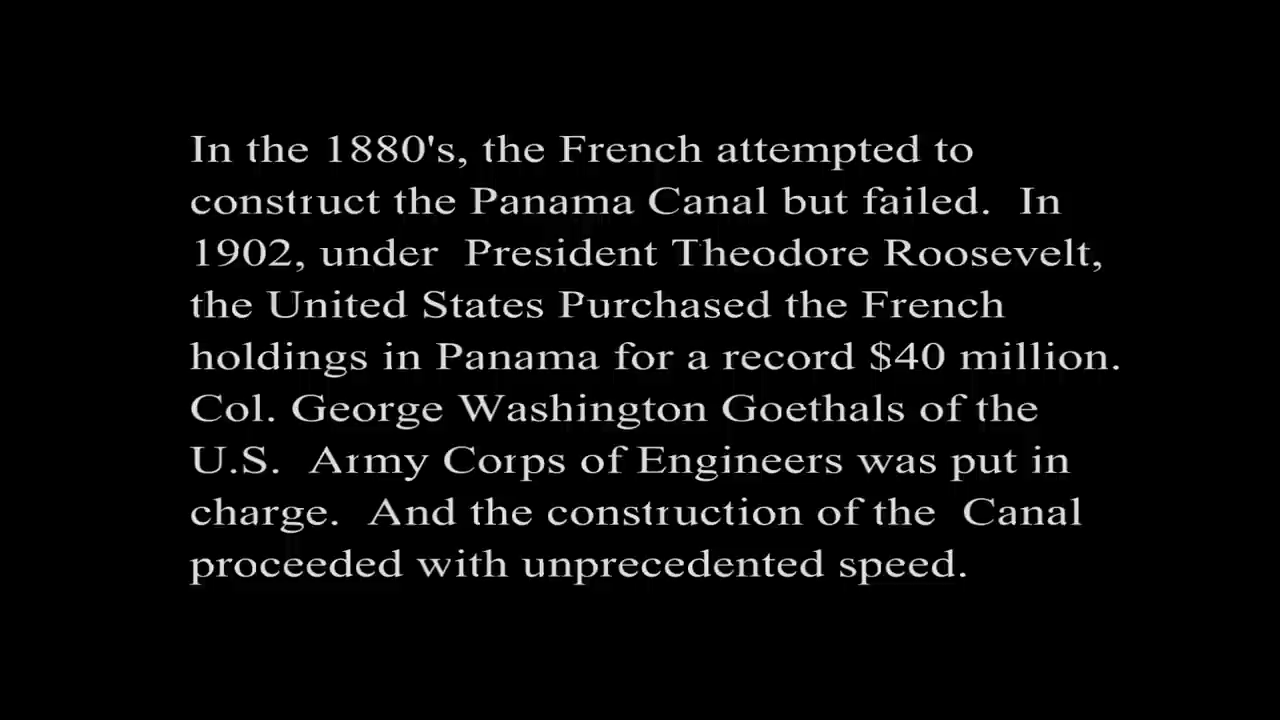 In the 1880's, the French attempted to
construct the Panama Canal but failed.  In
1902, under  President Theodore Roosevelt,
the United States Purchased the French
holdings in Panama for a record $40 million.
Col. George Washington Goethals of the
U.S.  Army Corps of Engineers was put in
charge.  And the construction of the  Canal
proceeded with unprecedented speed.